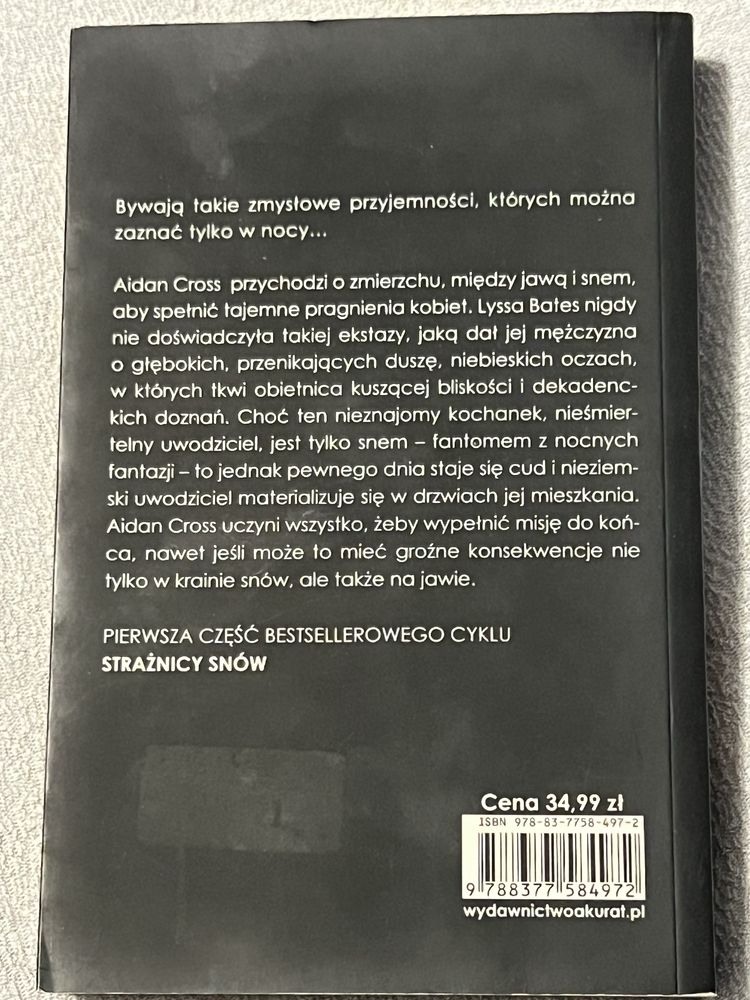 Bywają takie zmysłowe przyjemności, których można
zaznać tylko w nocy...
Aidan Cross przychodzi o zmierzchu, między jawą i snem,
aby spełnić tajemne pragnienia kobiet. Lyssa Bates nigdy
nie doświadczyła takiej ekstazy, jaką dał jej mężczyzna
o głębokich, przenikających duszę, niebieskich oczach,
w których tkwi obietnica kuszącej bliskości i dekadenc-
kich doznań. Choć ten nieznajomy kochanek, nieśmier-
telny uwodziciel, jest tylko snem – fantomem z nocnych
fantazji – to jednak pewnego dnia staje się cud i nieziem-
ski uwodziciel materializuje się w drzwiach jej mieszkania.
Aidan Cross uczyni wszystko, żeby wypełnić misję do koń-
ca, nawet jeśli może to mieć groźne konsekwencje nie
tylko w krainie snów, ale także na jawie.
PIERWSZA CZĘŚĆ BESTSELLEROWEGO CYKLU
STRAŻNICY SNÓW
Cena 34,99 zł
ISBN 978-83-7758-497-2
9 788377 584972
wydawnictwoakurat.pl